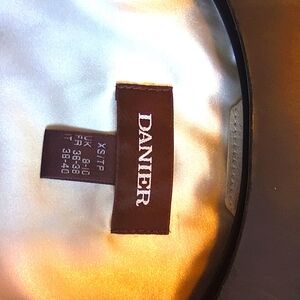 DANIER
XS/TP
UK 8-10
FR 36-38
IT 38-40